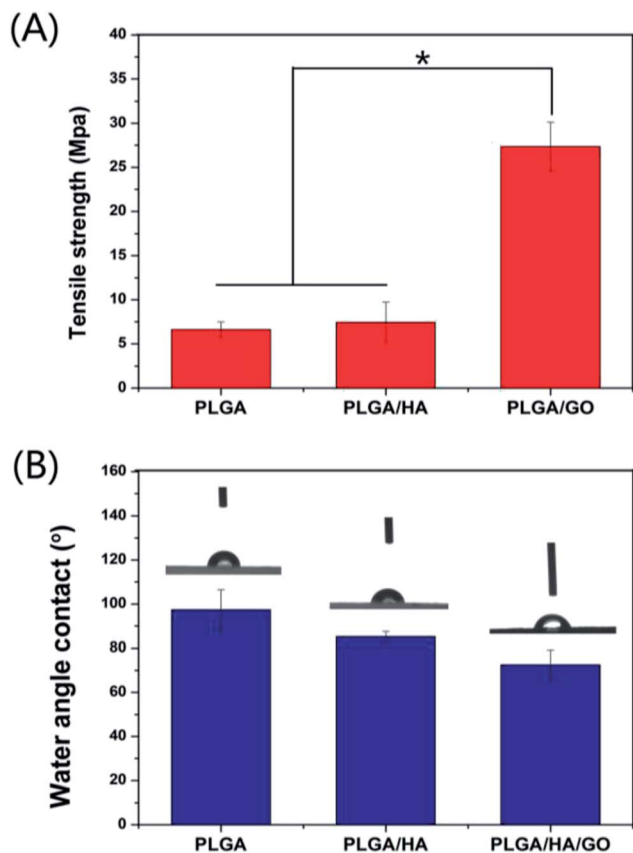 (A)
40
35
30
25
20
15
10
5
0
Tensile strength (Mpa)
*
PLGA
PLGA/HA
PLGA/GO
(B)
160
140
120
100
80
60
40
20
0
Water angle contact (º)
PLGA
PLGA/HA
PLGA/HA/GO